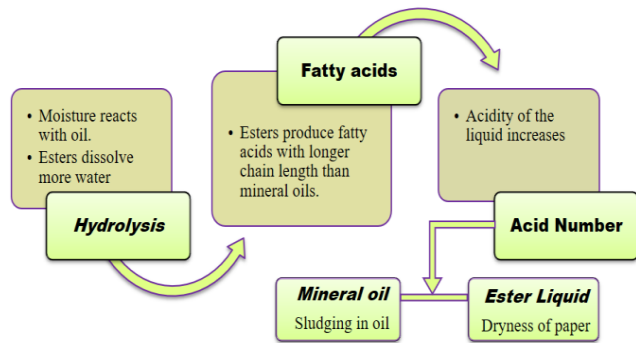 • Moisture reacts
with oil.
• Esters dissolve
more water
Hydrolysis
Fatty acids
• Esters produce fatty
acids with longer
chain length than
mineral oils.
• Acidity of the
liquid increases
Acid Number
Mineral oil
Sludging in oil
Ester Liquid
Dryness of paper